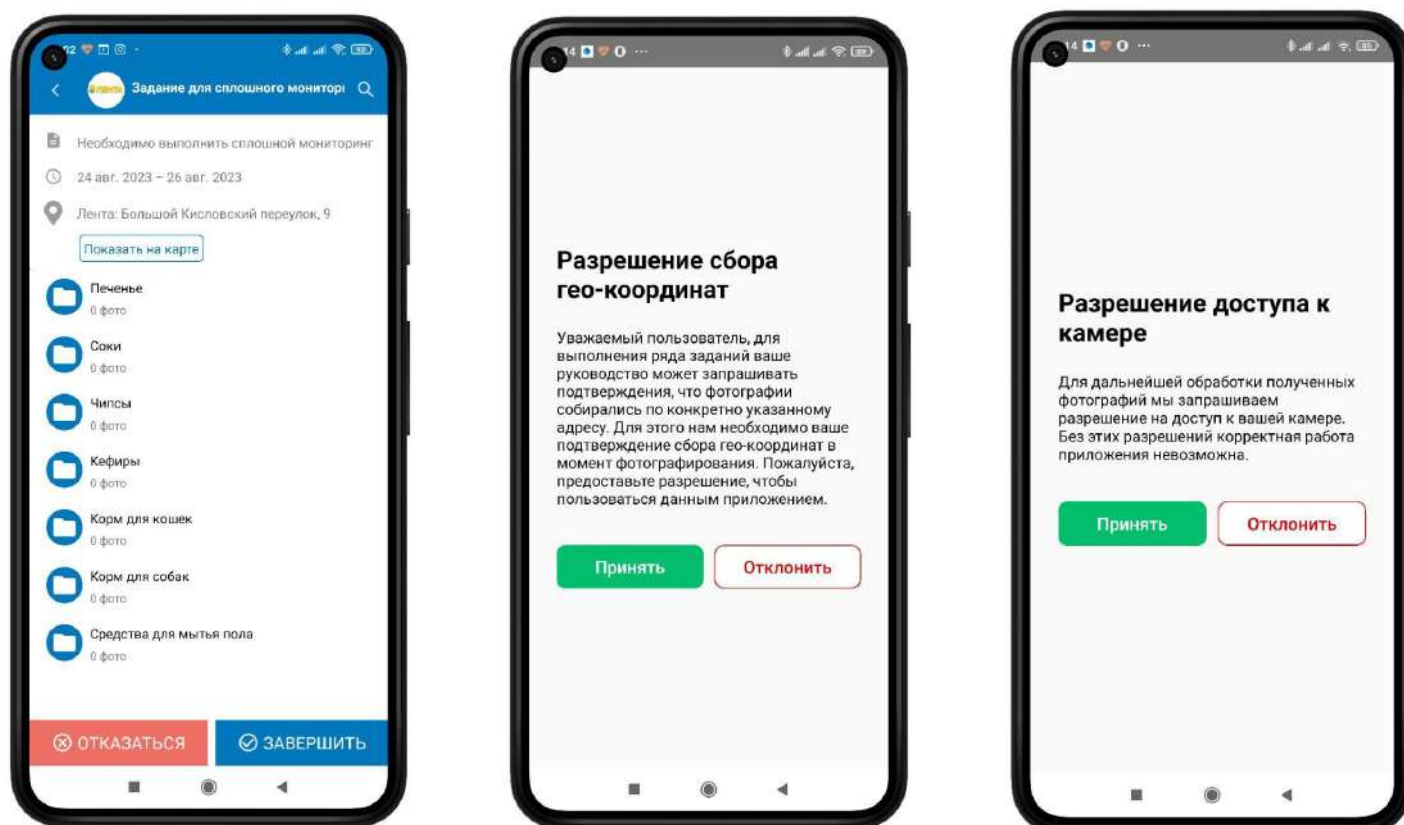 02
ЛЕНТА
Задание для сплошного монитор
Необходимо выполнить сплошной мониторинг
24 авг. 2023 – 26 авг. 2023
Лента: Большой Кисловский переулок, 9
Показать на карте
Печенье
0 фото
Соки
0 фото
Чипсы
0 фото
Кефиры
0 фото
Корм для кошек
0 фото
Корм для собак
0 фото
Средства для мытья пола
0 фото
ОТКАЗАТЬСЯ
ЗАВЕРШИТЬ
14
Разрешение сбора
гео-координат
Уважаемый пользователь, для
выполнения ряда заданий ваше
руководство может запрашивать
подтверждения, что фотографии
собирались по конкретно указанному
адресу. Для этого нам необходимо ваше
подтверждение сбора гео-координат в
момент фотографирования. Пожалуйста,
предоставьте разрешение, чтобы
пользоваться данным приложением.
Принять
Отклонить
14
Разрешение доступа к
камере
Для дальнейшей обработки полученных
фотографий мы запрашиваем
разрешение на доступ к вашей камере.
Без этих разрешений корректная работа
приложения невозможна.
Принять
Отклонить